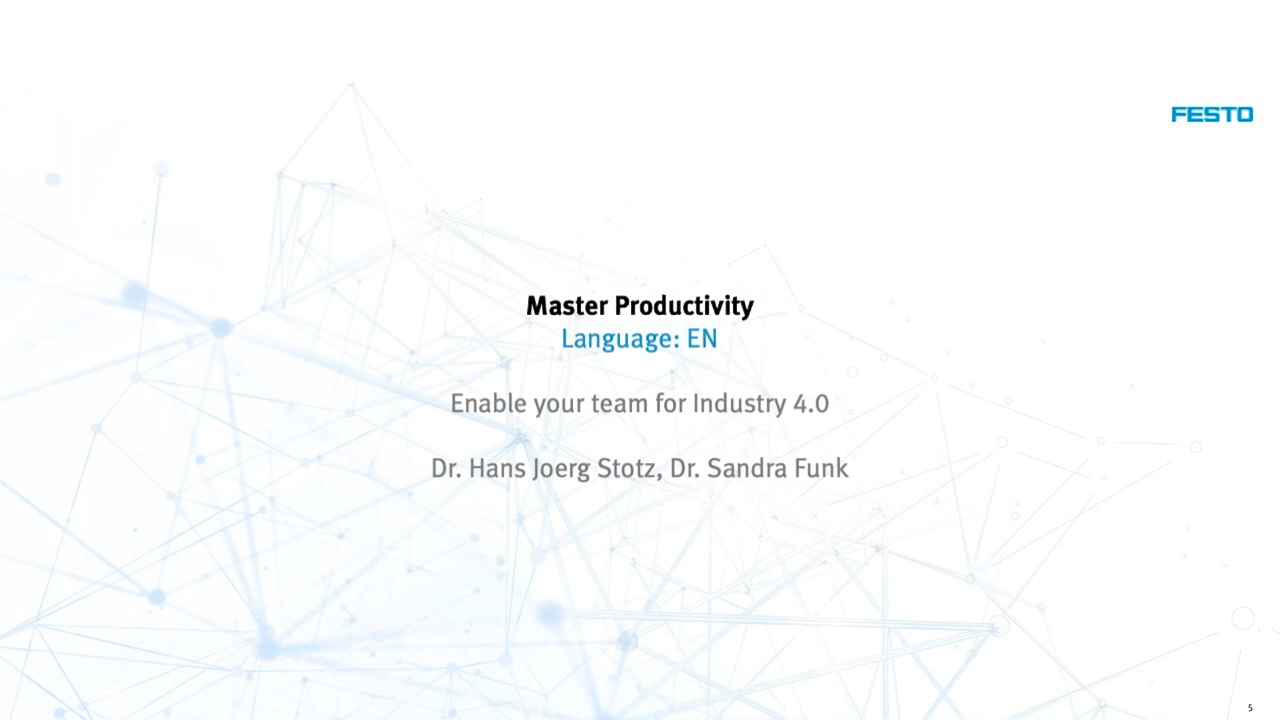 FESTO
Master Productivity
Language: EN
Enable your team for Industry 4.0
Dr. Hans Joerg Stotz, Dr. Sandra Funk
5